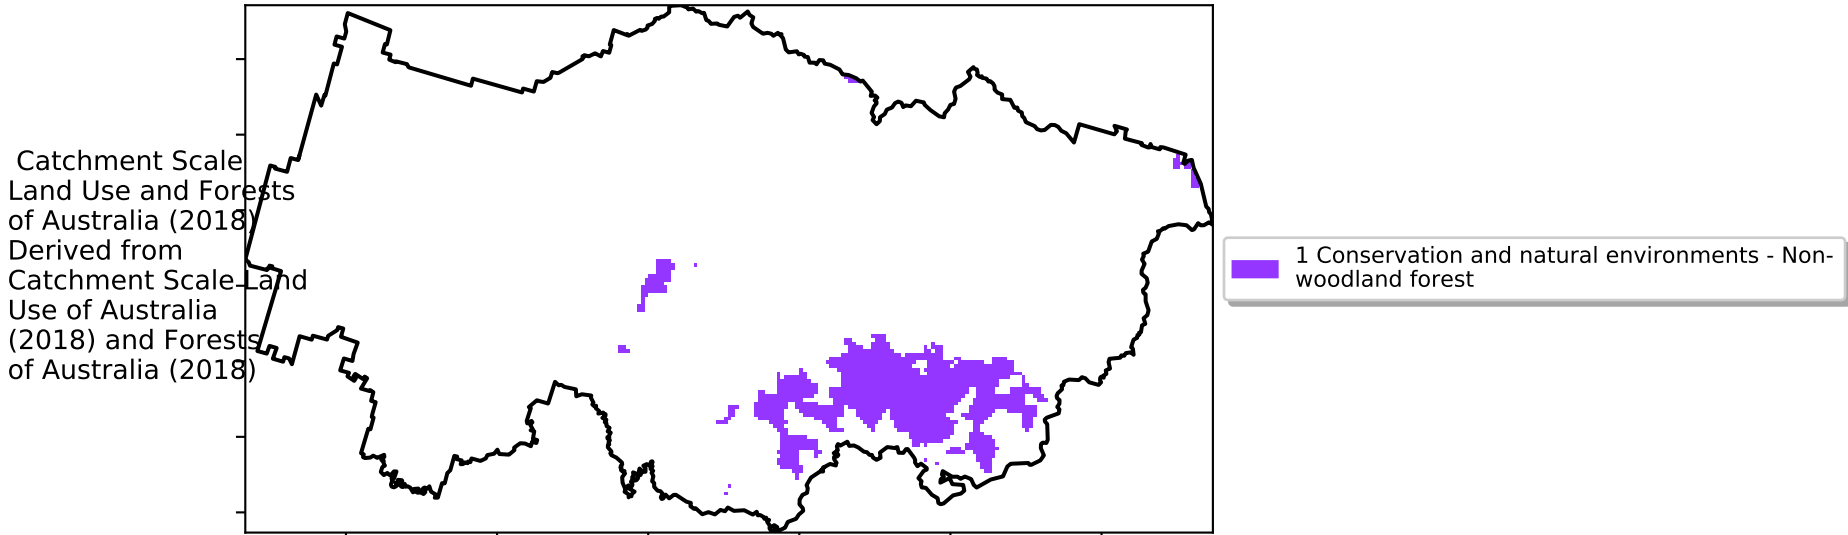 Catchment Scale
Land Use and Forests
of Australia (2018)
Derived from
Catchment Scale Land
Use of Australia
(2018) and Forests
of Australia (2018)
1 Conservation and natural environments - Non-
woodland forest